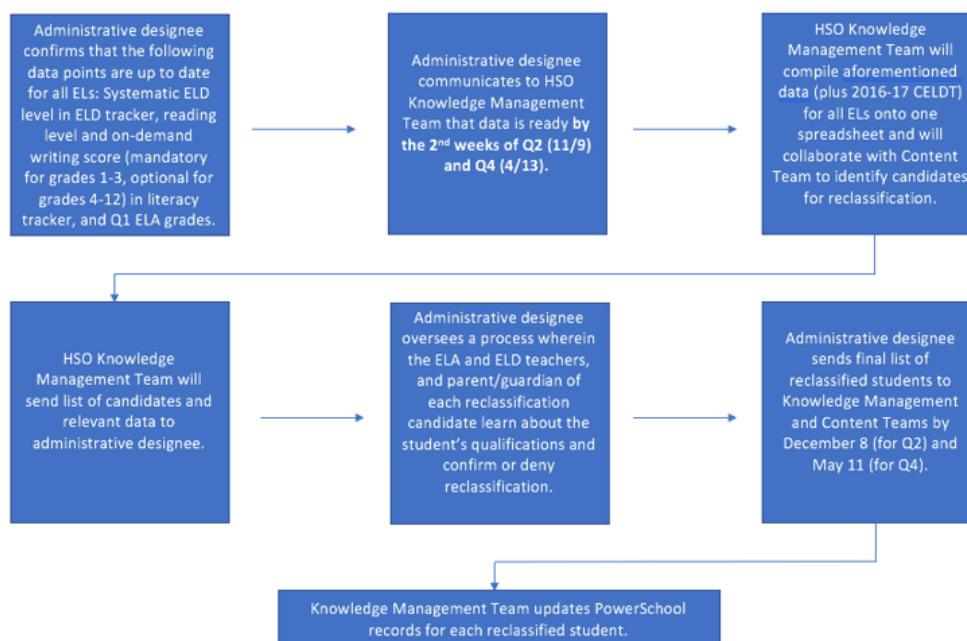 Administrative designee
confirms that the following
data points are up to date
for all ELs: Systematic ELD
level in ELD tracker, reading
level and on-demand
writing score (mandatory
for grades 1-3, optional for
grades 4-12) in literacy
tracker, and Q1 ELA grades.
Administrative designee
communicates to HSO
Knowledge Management
Team that data is ready by
the 2nd weeks of Q2 (11/9)
and Q4 (4/13).
HSO Knowledge
Management Team will
compile aforementioned
data (plus 2016-17 CELDT)
for all ELs onto one
spreadsheet and will
collaborate with Content
Team to identify candidates
for reclassification.
HSO Knowledge
Management Team will
send list of candidates and
relevant data to
administrative designee.
Administrative designee
oversees a process wherein
the ELA and ELD teachers,
and parent/guardian of
each reclassification
candidate learn about the
student's qualifications and
confirm or deny
reclassification.
Administrative designee
sends final list of
reclassified students to
Knowledge Management
and Content Teams by
December 8 (for Q2) and
May 11 (for Q4).
Knowledge Management Team updates PowerSchool
records for each reclassified student.